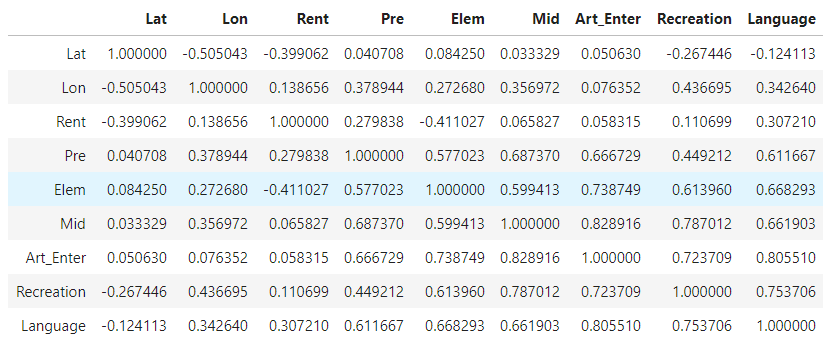 Lat Lon Rent Pre Elem Mid Art_Enter Recreation Language
Lat 1.000000 -0.505043 -0.399062 0.040708 0.084250 0.033329 0.050630 -0.267446 -0.124113
Lon -0.505043 1.000000 0.138656 0.378944 0.272680 0.356972 0.076352 0.436695 0.342640
Rent -0.399062 0.138656 1.000000 0.279838 -0.411027 0.065827 0.058315 0.110699 0.307210
Pre 0.040708 0.378944 0.279838 1.000000 0.577023 0.687370 0.666729 0.449212 0.611667
Elem 0.084250 0.272680 -0.411027 0.577023 1.000000 0.599413 0.738749 0.613960 0.668293
Mid 0.033329 0.356972 0.065827 0.687370 0.599413 1.000000 0.828916 0.787012 0.661903
Art_Enter 0.050630 0.076352 0.058315 0.666729 0.738749 0.828916 1.000000 0.723709 0.805510
Recreation -0.267446 0.436695 0.110699 0.449212 0.613960 0.787012 0.723709 1.000000 0.753706
Language -0.124113 0.342640 0.307210 0.611667 0.668293 0.661903 0.805510 0.753706 1.000000